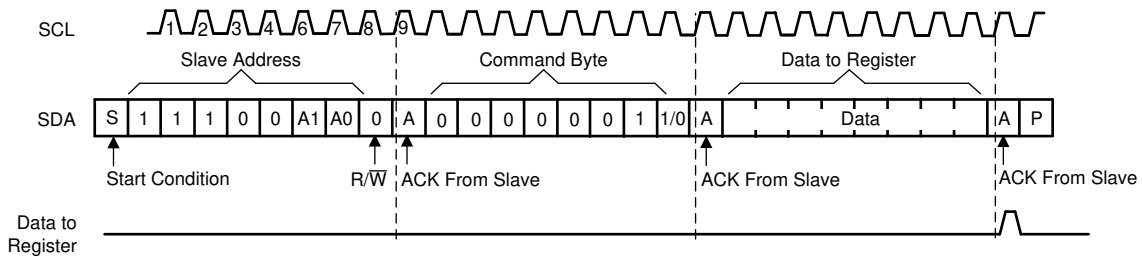 SCL
1 2 3 4 6 7 8 9
Slave Address Command Byte Data to Register
SDA S 1 1 1 0 0 A1 A0 0 A 0 0 0 0 0 0 1 1/0 A Data A P
Start Condition R/W̅ ACK From Slave ACK From Slave ACK From Slave
Data to
Register